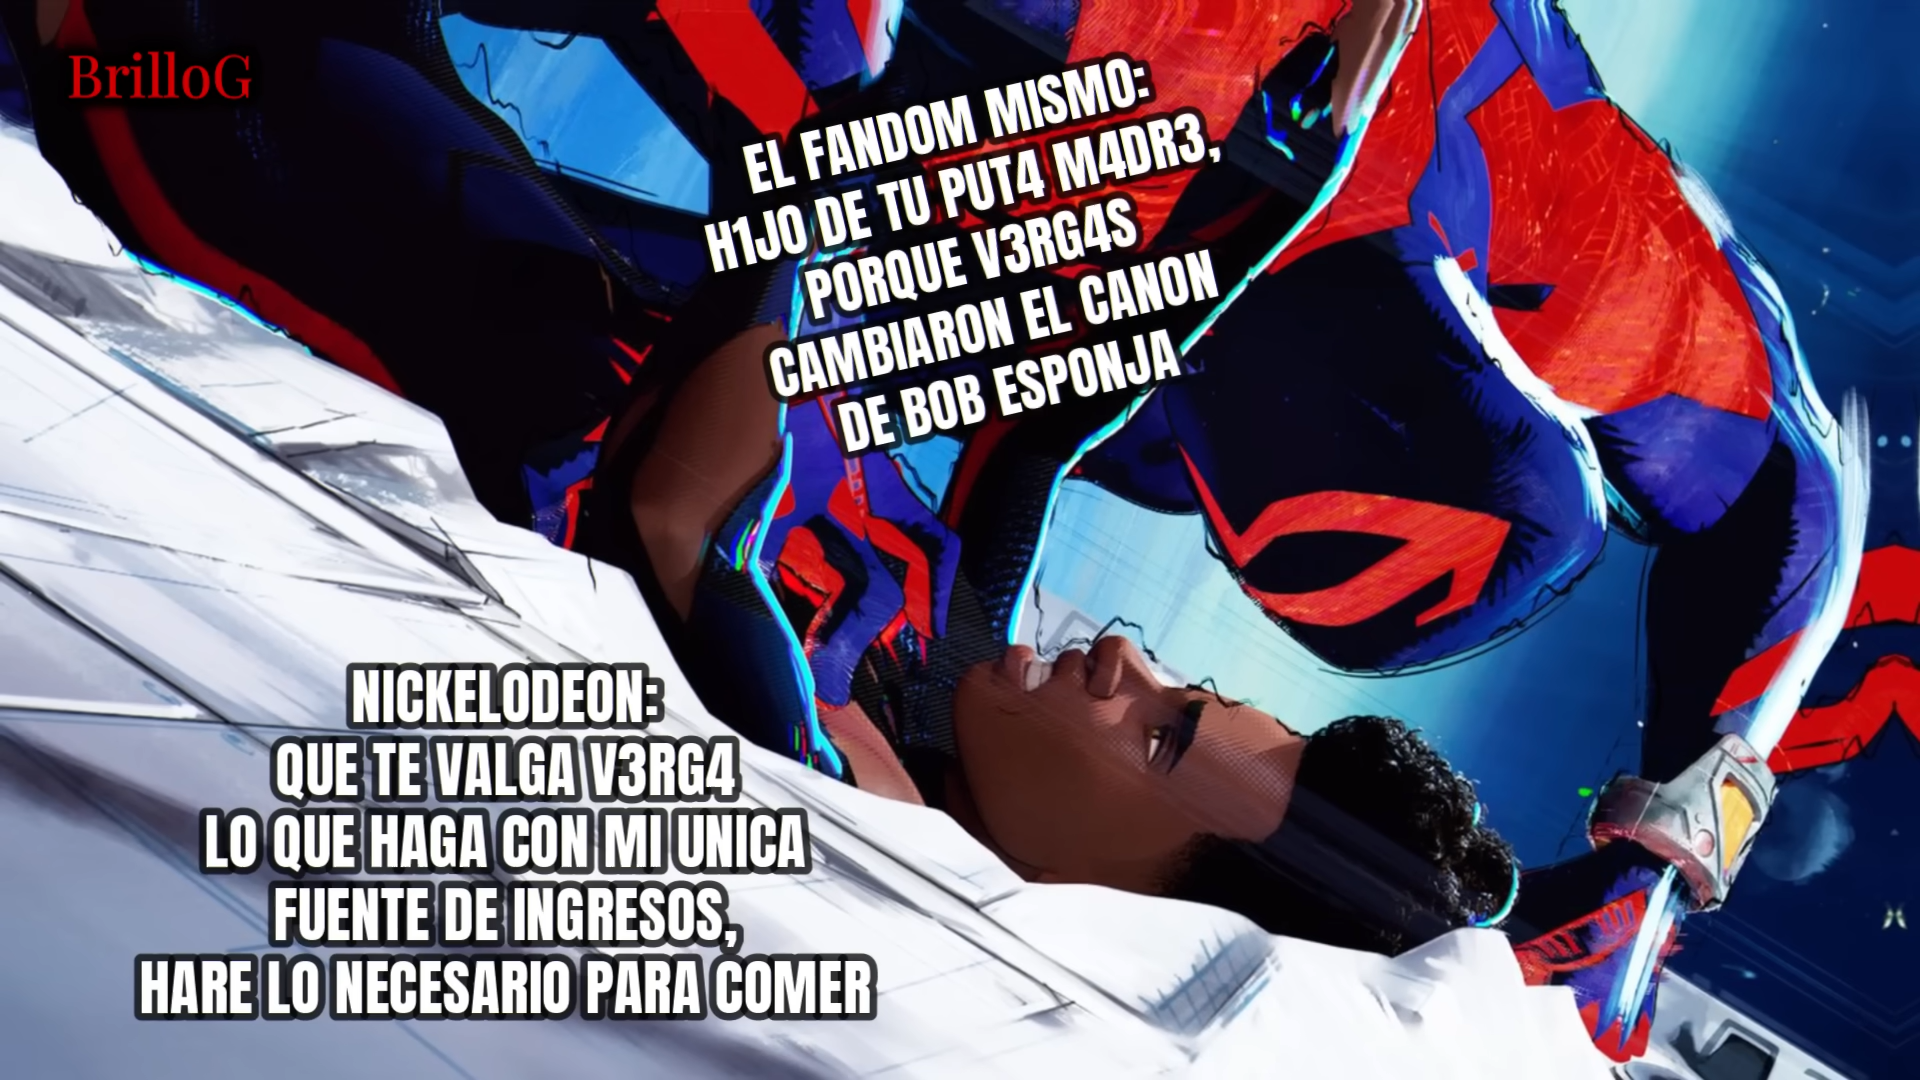 BrilloG
EL FANDOM MISMO:
H1JO DE TU PUT4 M4DR3,
PORQUE V3RG4S
CAMBIARON EL CANON
DE BOB ESPONJA
NICKELODEON:
QUE TE VALGA V3RG4
LO QUE HAGA CON MI UNICA
FUENTE DE INGRESOS,
HARE LO NECESARIO PARA COMER